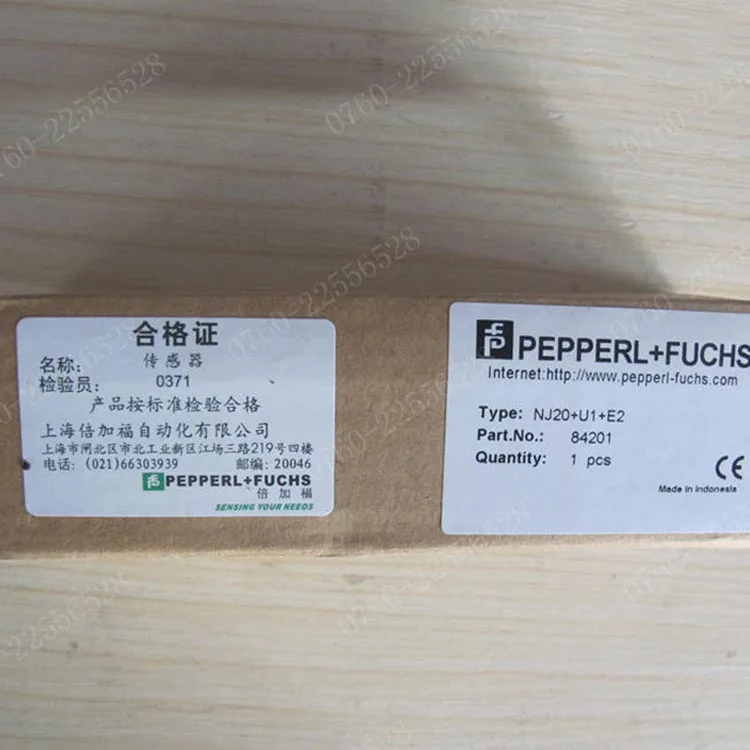 0760-22556528
0760-22556528
0760-22556528
合格证
名称： 传感器
检验员： 0371
产品按标准检验合格
上海倍加福自动化有限公司
上海市闸北区市北工业新区江场三路219号四楼
电话：(021)66303939 邮编：20046
PEPPERL+FUCHS
倍加福
SENSING YOUR NEEDS
PEPPERL+FUCHS
Internet:http://www.pepperl-fuchs.com
Type: NJ20+U1+E2
Part.No.: 84201
Quantity: 1 pcs
CE
Made in Indonesia
0760-22556528
0760-22556528